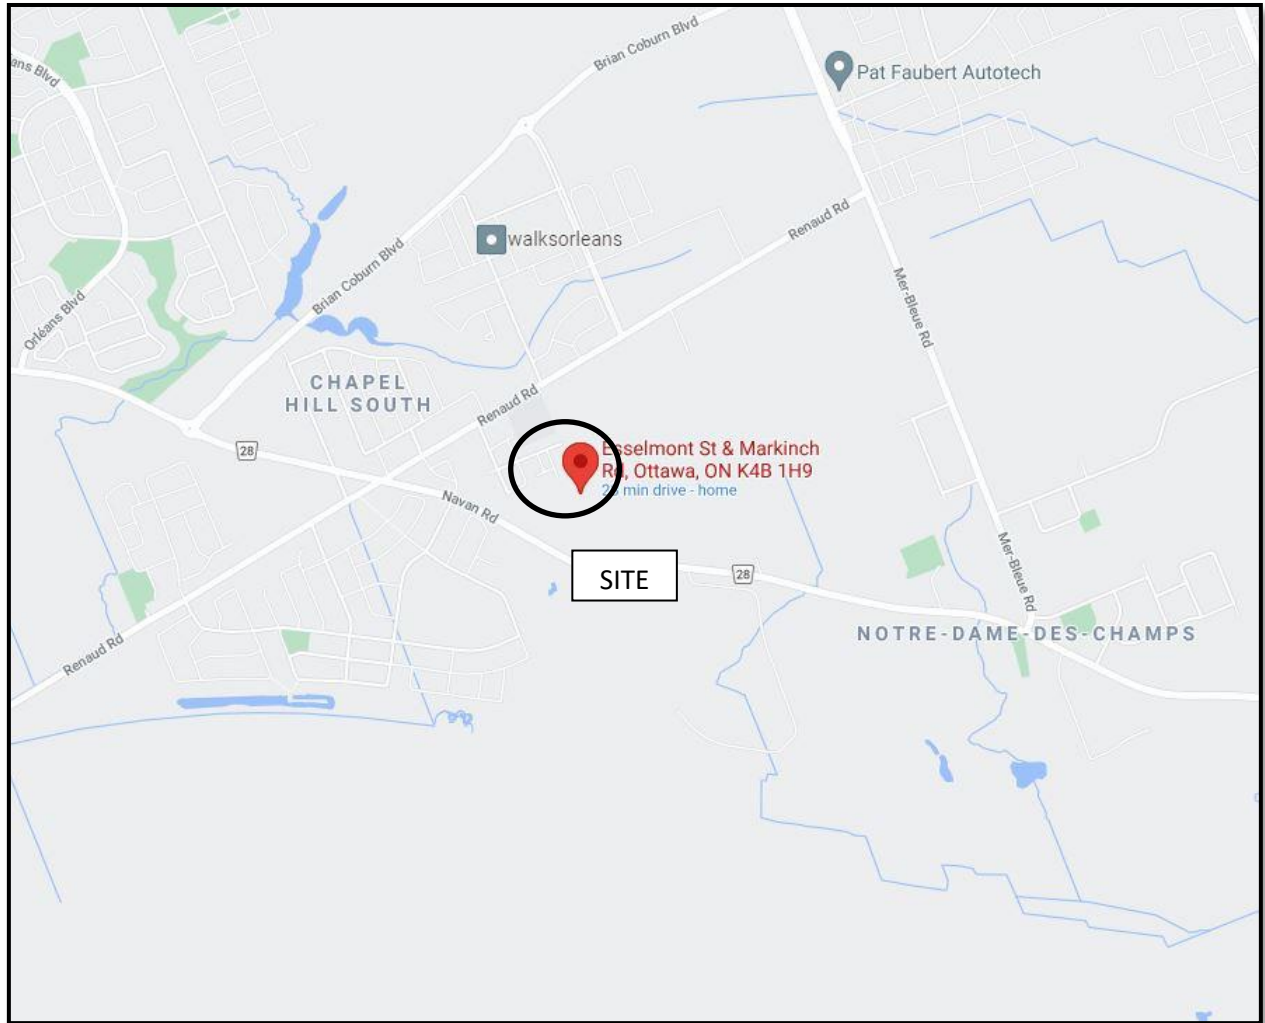 Brian Coburn Blvd
ans Blvd
Pat Faubert Autotech
walksorleans
Renaud Rd
Brian Coburn Blvd
Mer-Bleue Rd
Orléans Blvd
CHAPEL
HILL SOUTH
Renaud Rd
28
Esselmont St & Markinch
Rd, Ottawa, ON K4B 1H9
min drive - home
Navan Rd
SITE
28
Mer-Bleue Rd
NOTRE-DAME-DES-CHAMPS
Renaud Rd